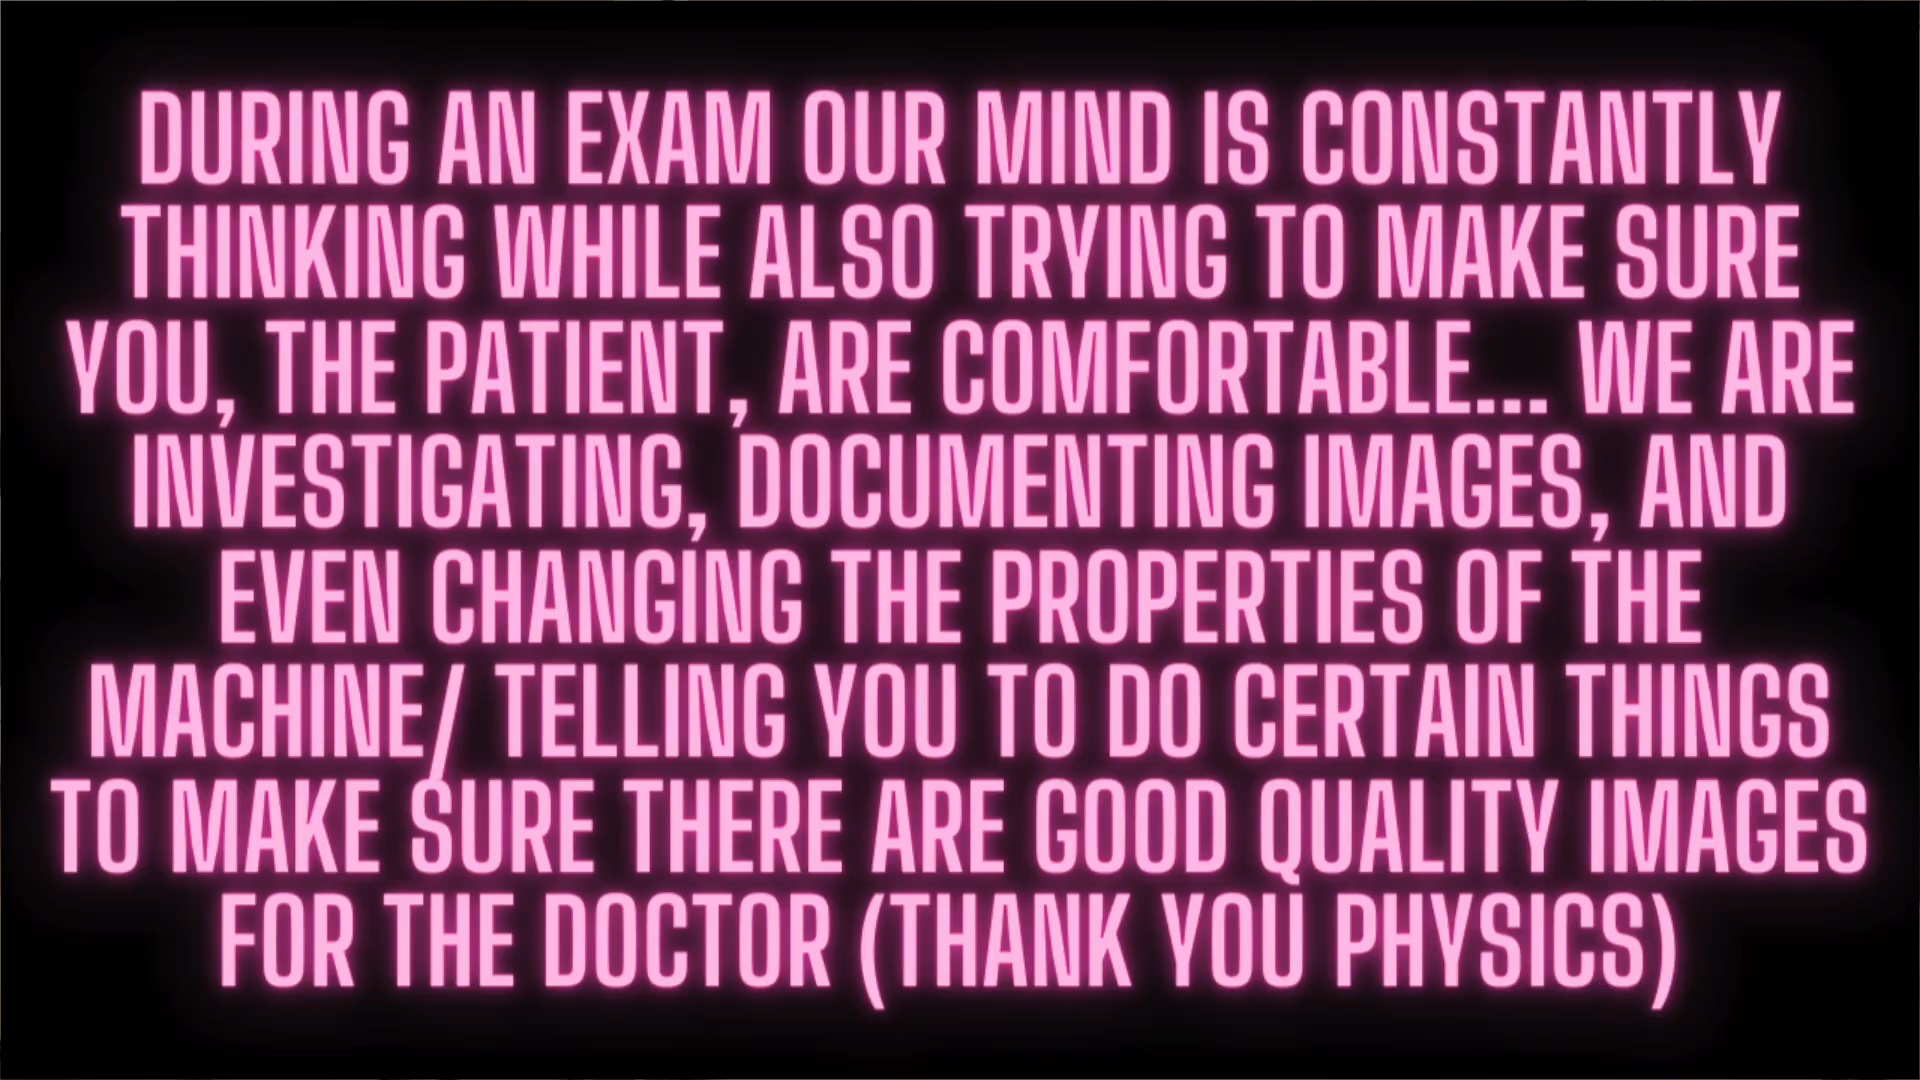 DURING AN EXAM OUR MIND IS CONSTANTLY
THINKING WHILE ALSO TRYING TO MAKE SURE
YOU, THE PATIENT, ARE COMFORTABLE... WE ARE
INVESTIGATING, DOCUMENTING IMAGES, AND
EVEN CHANGING THE PROPERTIES OF THE
MACHINE/ TELLING YOU TO DO CERTAIN THINGS
TO MAKE SURE THERE ARE GOOD QUALITY IMAGES
FOR THE DOCTOR (THANK YOU PHYSICS)